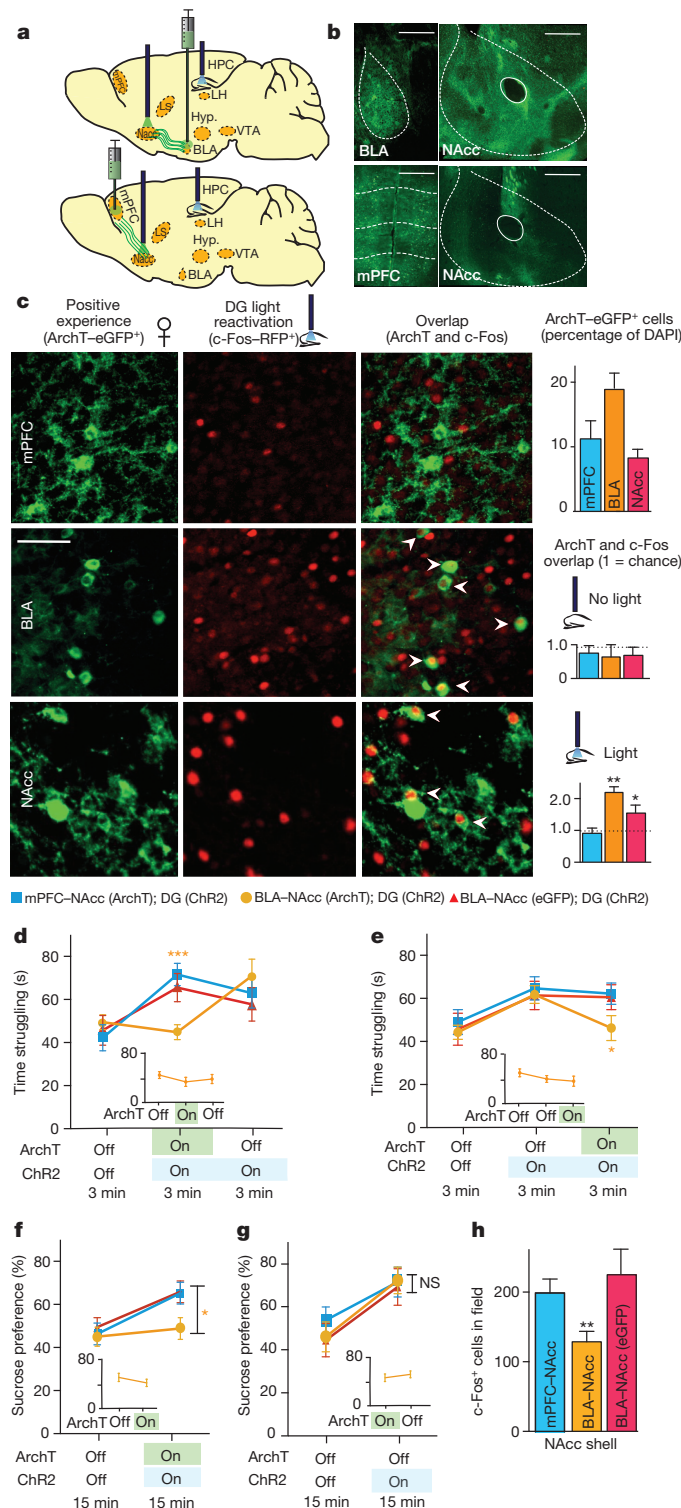 a
HPC
mPFC
LS
LH
Hyp.
NAcc
VTA
BLA
HPC
mPFC
LS
LH
Hyp.
NAcc
VTA
BLA
b
BLA
NAcc
mPFC
NAcc
c
Positive
experience
(ArchT–eGFP+)
DG light
reactivation
(c-Fos–RFP+)
Overlap
(ArchT and c-Fos)
ArchT–eGFP+ cells
(percentage of DAPI)
mPFC
20
10
0
mPFC
BLA
NAcc
BLA
ArchT and c-Fos
overlap (1 = chance)
No light
1.0
0
NAcc
Light
**
*
2.0
1.0
0
mPFC–NAcc (ArchT); DG (ChR2)
BLA–NAcc (ArchT); DG (ChR2)
BLA–NAcc (eGFP); DG (ChR2)
d
Time struggling (s)
100
80
60
40
20
0
***
80
0
ArchT
Off
On
Off
ArchT
Off
On
Off
ChR2
Off
On
On
3 min
3 min
3 min
e
Time struggling (s)
100
80
60
40
20
0
*
80
0
ArchT
Off
Off
On
ArchT
Off
Off
On
ChR2
Off
On
On
3 min
3 min
3 min
f
Sucrose preference (%)
100
80
60
40
20
0
*
80
0
ArchT
Off
On
ArchT
Off
On
ChR2
Off
On
15 min
15 min
g
Sucrose preference (%)
100
80
60
40
20
0
NS
80
0
ArchT
On
Off
ArchT
Off
Off
ChR2
Off
On
15 min
15 min
h
c-Fos+ cells in field
200
100
0
**
mPFC–NAcc
BLA–NAcc
BLA–NAcc (eGFP)
NAcc shell